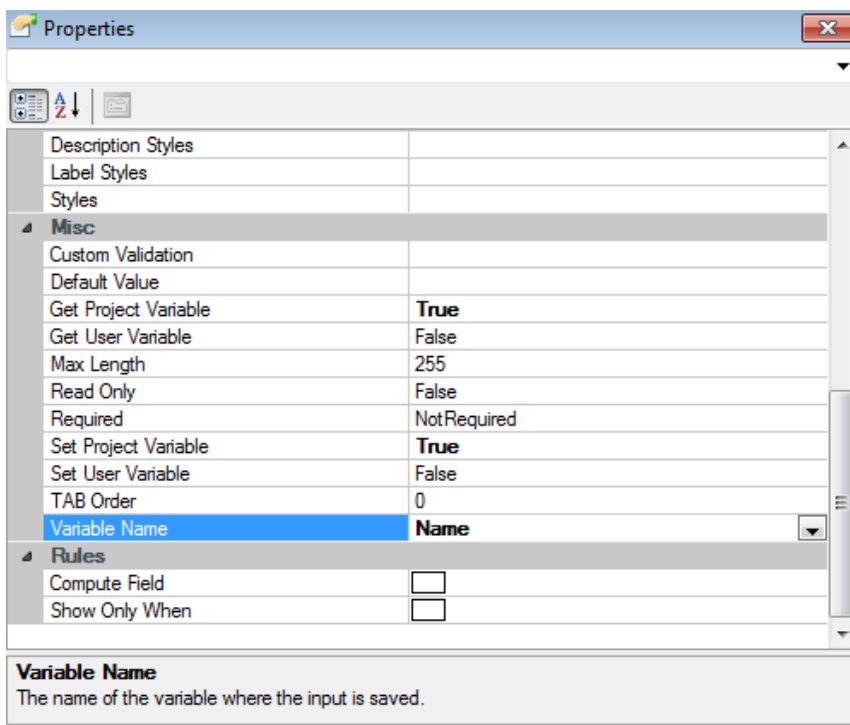 Properties
A
Z
Description Styles
Label Styles
Styles
Misc
Custom Validation
Default Value
Get Project Variable True
Get User Variable False
Max Length 255
Read Only False
Required NotRequired
Set Project Variable True
Set User Variable False
TAB Order 0
Variable Name Name
Rules
Compute Field
Show Only When
Variable Name
The name of the variable where the input is saved.